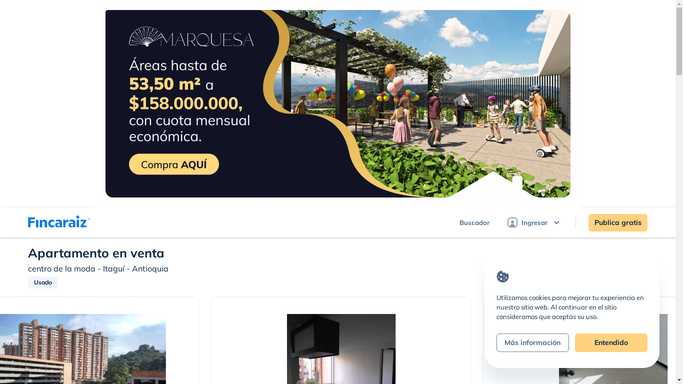 MARQUESA
Áreas hasta de
53,50 m² a
$158.000.000,
con cuota mensual
económica.
Compra AQUÍ
Fincaraiz
Buscador
Ingresar
Publica gratis
Apartamento en venta
centro de la moda - Itagüí - Antioquia
Usado
Utilizamos cookies para mejorar tu experiencia en
nuestro sitio web. Al continuar en el sitio
consideramos que aceptas su uso.
Más información
Entendido